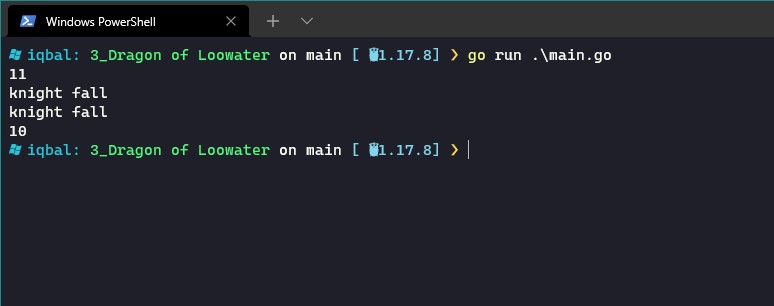 Windows PowerShell
iqbal: 3_Dragon of Loowater on main [ 1.17.8] ❯ go run .\main.go
11
knight fall
knight fall
10
iqbal: 3_Dragon of Loowater on main [ 1.17.8] ❯